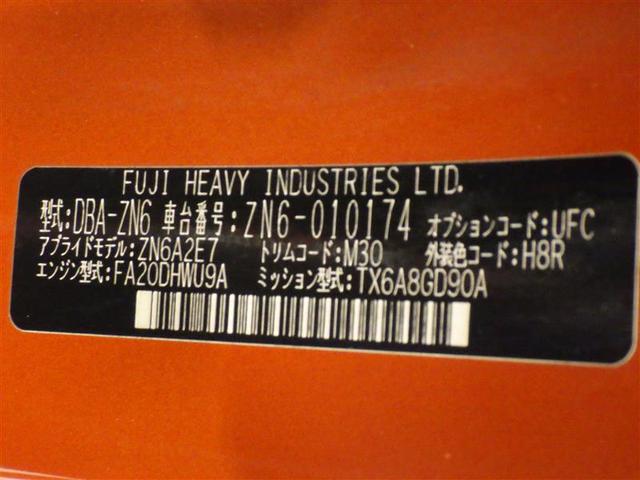 FUJI HEAVY INDUSTRIES LTD.
型式:DBA-ZN6 車台番号:ZN6-010174 オプションコード:UFC
アプライドモデル:ZN6A2E7 トリムコード:M30 外装色コード:H8R
エンジン型式:FA20DHWU9A ミッション型式:TX6A8GD90A